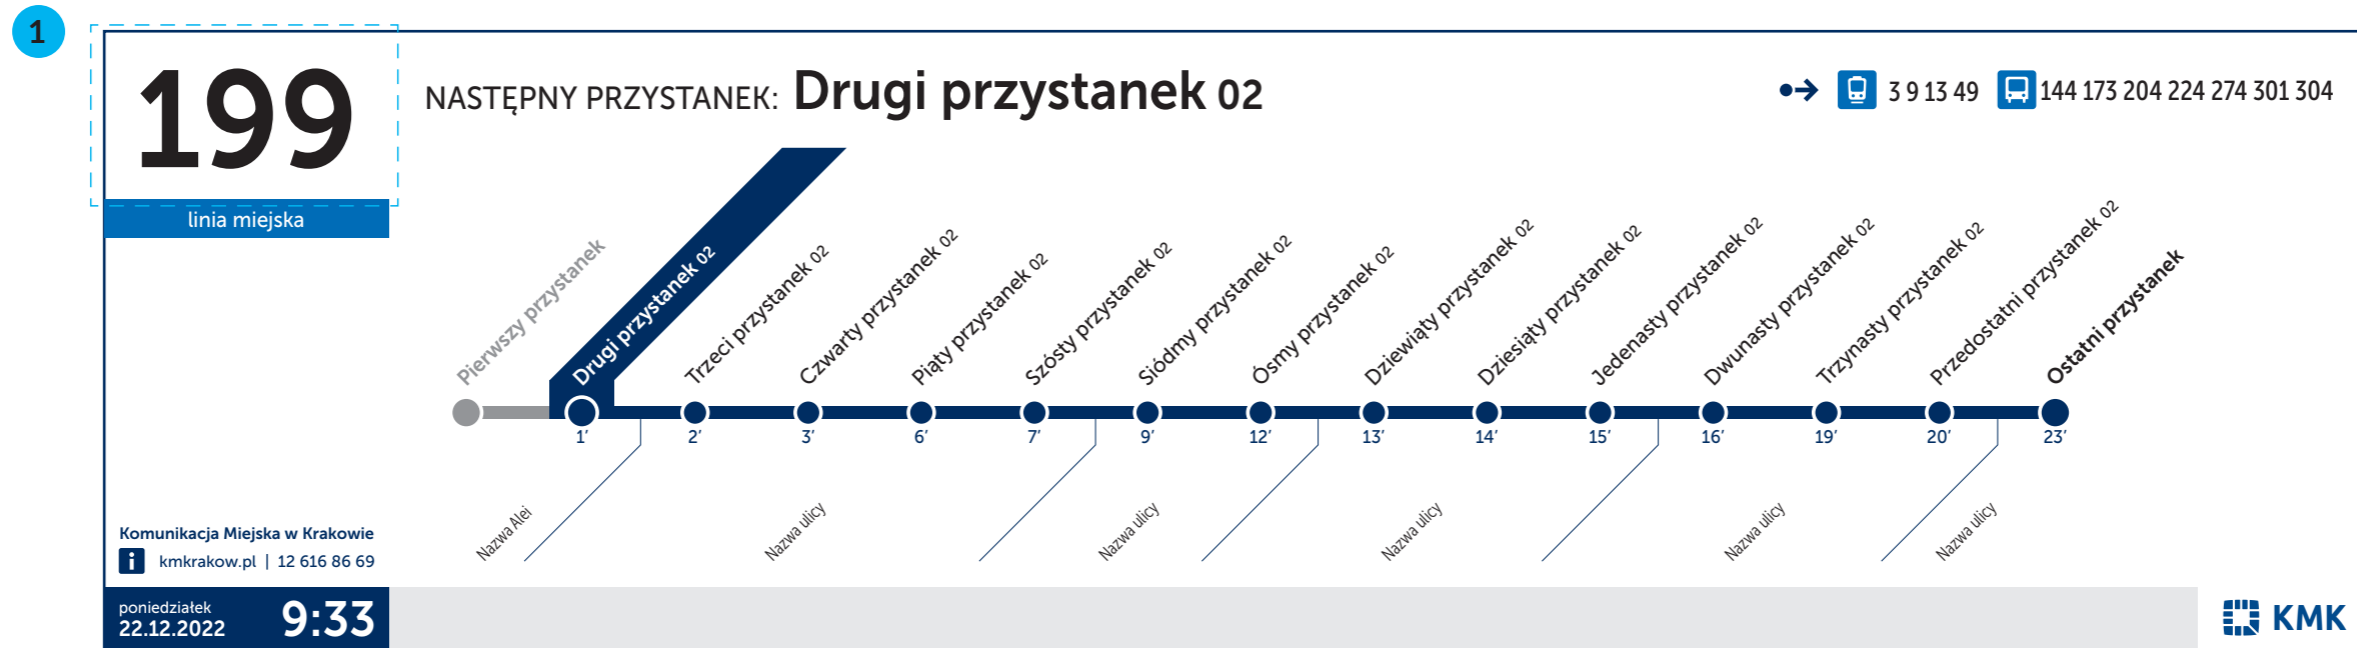 1
199
linia miejska
NASTĘPNY PRZYSTANEK: Drugi przystanek 02
3 9 13 49 144 173 204 224 274 301 304
Pierwszy przystanek
Drugi przystanek 02
Trzeci przystanek 02
Czwarty przystanek 02
Piąty przystanek 02
Szósty przystanek 02
Siódmy przystanek 02
Ósmy przystanek 02
Dziewiąty przystanek 02
Dziesiąty przystanek 02
Jedenasty przystanek 02
Dwunasty przystanek 02
Trzynasty przystanek 02
Przedostatni przystanek 02
Ostatni przystanek
1′ 2′ 3′ 6′ 7′ 9′ 12′ 13′ 14′ 15′ 16′ 19′ 20′ 23′
Nazwa Alei
Nazwa ulicy
Nazwa ulicy
Nazwa ulicy
Nazwa ulicy
Nazwa ulicy
Komunikacja Miejska w Krakowie
i kmkrakow.pl | 12 616 86 69
poniedziałek
22.12.2022
9:33
KMK